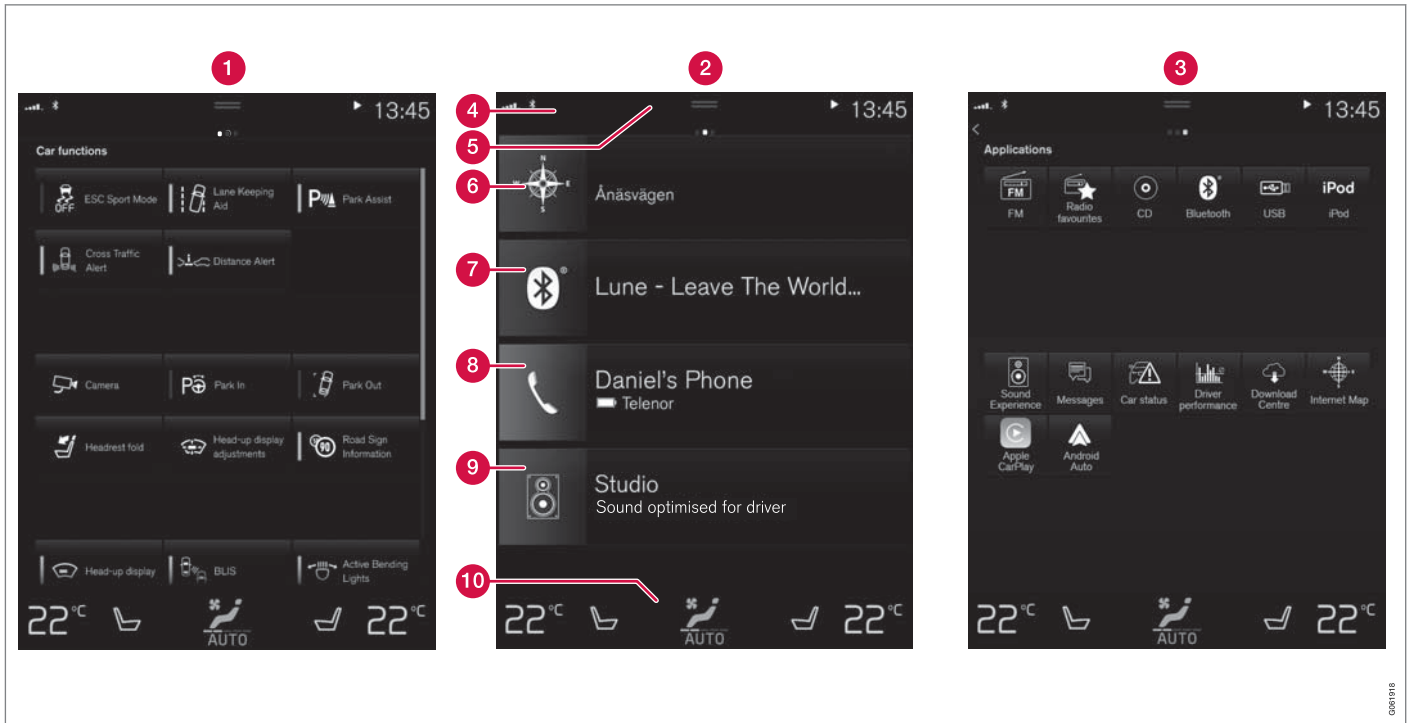 1
2
3
13:45
Car functions
ESC Sport Mode
OFF
Lane Keeping
Aid
P Park Assist
Cross Traffic
Alert
Distance Alert
Camera
P Park In
Park Out
Headrest fold
Head-up display
adjustments
90
Road Sign
Information
Head-up display
BLIS
Active Bending
Lights
22°C
AUTO
22°C
4
13:45
5
6
N
W E
S
Ånäsvägen
7
Lune - Leave The World...
8
Daniel's Phone
Telenor
9
Studio
Sound optimised for driver
10
22°C
AUTO
22°C
13:45
Applications
FM
FM
Radio
favourites
CD
Bluetooth
USB
iPod
iPod
Sound
Experience
Messages
Car status
Driver
performance
Download
Centre
Internet Map
Apple
CarPlay
Android
Auto
22°C
AUTO
22°C
G061918